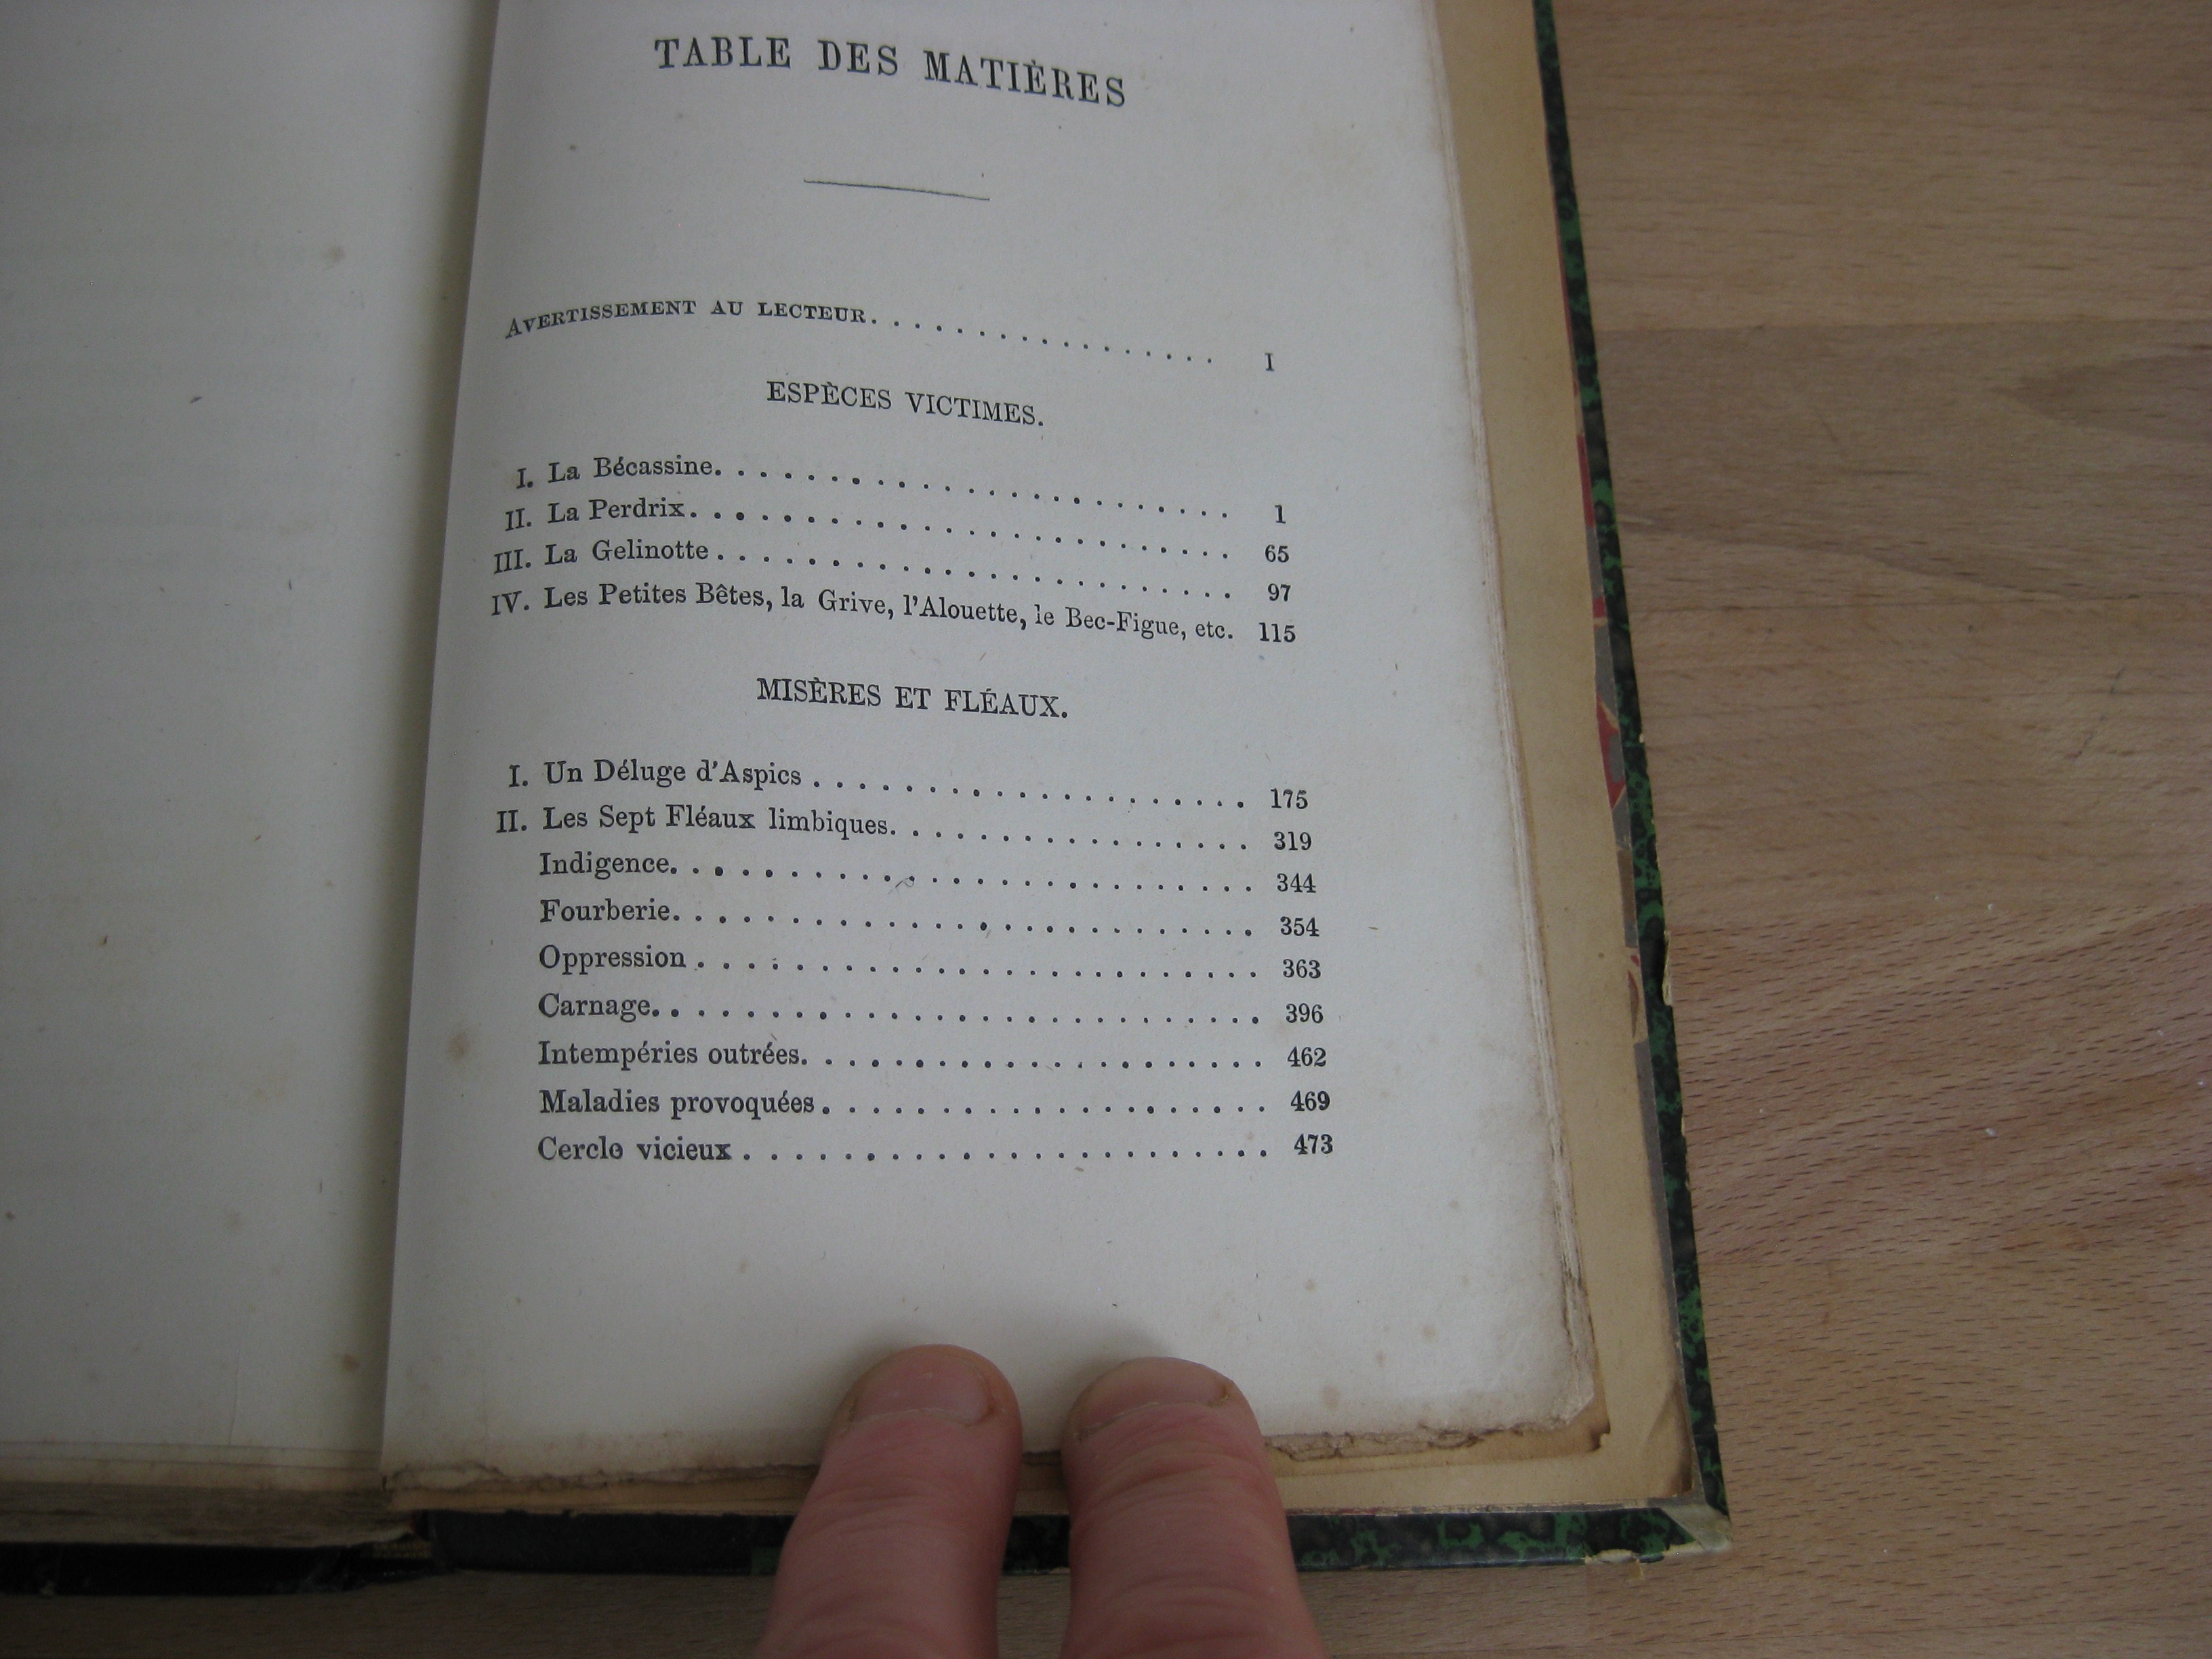 TABLE DES MATIÈRES
AVERTISSEMENT AU LECTEUR. . . . . . . . . . . . . . . . . . I
ESPÈCES VICTIMES.
I. La Bécassine. . . . . . . . . . . . . . . . . . . . . . 1
II. La Perdrix. . . . . . . . . . . . . . . . . . . . . . . 65
III. La Gelinotte . . . . . . . . . . . . . . . . . . . . . . 97
IV. Les Petites Bêtes, la Grive, l'Alouette, le Bec-Figue, etc. 115
MISÈRES ET FLÉAUX.
I. Un Déluge d'Aspics . . . . . . . . . . . . . . . . . . . 175
II. Les Sept Fléaux limbiques. . . . . . . . . . . . . . . . 319
Indigence. . . . . . . . . . . . . . . . . . . . . . . . . 344
Fourberie. . . . . . . . . . . . . . . . . . . . . . . . . 354
Oppression . . . . . . . . . . . . . . . . . . . . . . . . 363
Carnage. . . . . . . . . . . . . . . . . . . . . . . . . . 396
Intempéries outrées. . . . . . . . . . . . . . . . . . . . 462
Maladies provoquées. . . . . . . . . . . . . . . . . . . 469
Cercle vicieux . . . . . . . . . . . . . . . . . . . . . . 473